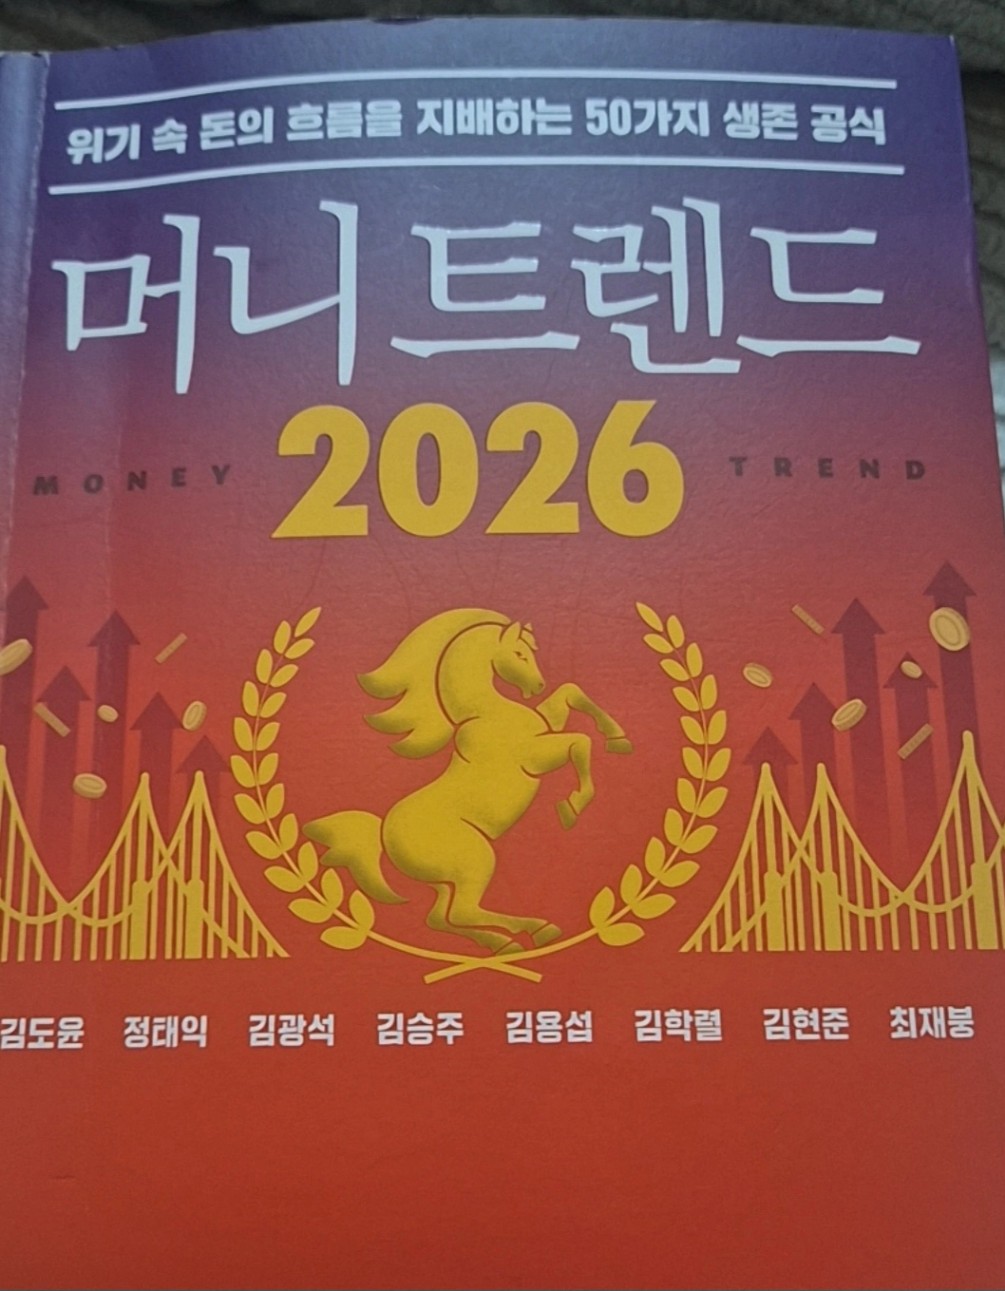 위기 속 돈의 흐름을 지배하는 50가지 생존 공식
머니 트렌드
2026
MONEY TREND
김도윤 정태익 김광석 김승주 김용섭 김학렬 김현준 최재붕